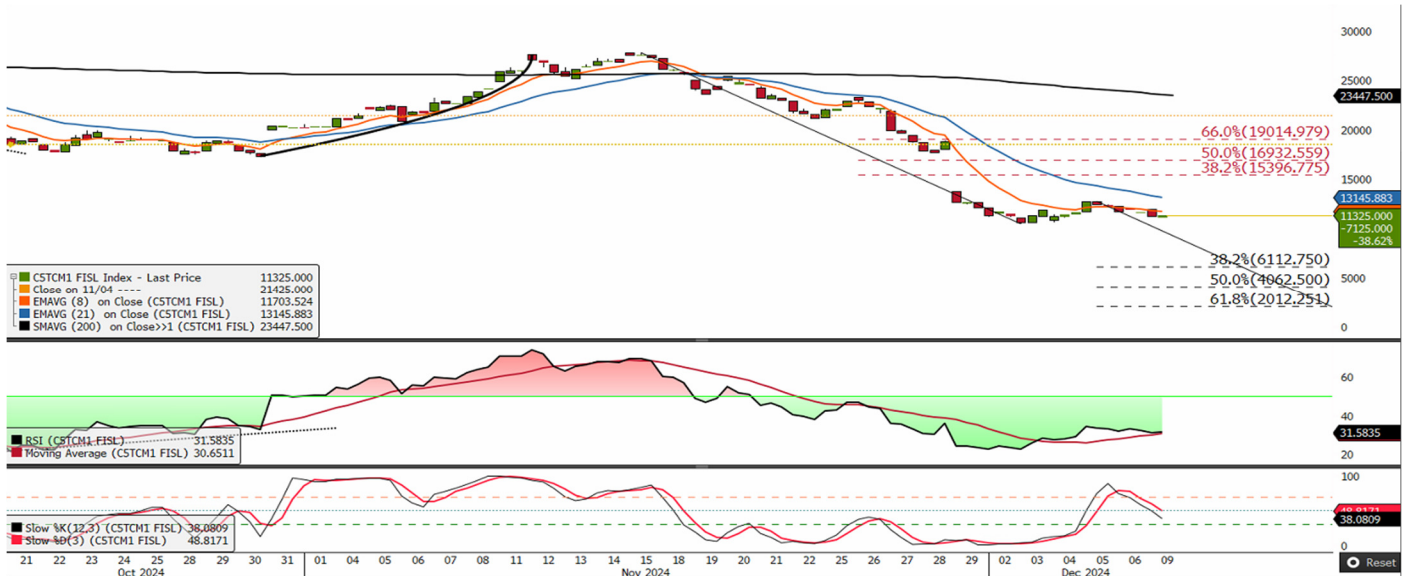 30000
25000
23447.500
20000
66.0%(19014.979)
50.0%(16932.559)
38.2%(15396.775)
15000
13145.883
11325.000
-7125.000
-38.62%
38.2%(6112.750)
5000
50.0%(4062.500)
61.8%(2012.251)
0
C5TCM1 FISL Index - Last Price 11325.000
Close on 11/04 ---- 21425.000
EMAVG (8) on Close (C5TCM1 FISL) 11703.524
EMAVG (21) on Close (C5TCM1 FISL) 13145.883
SMAVG (200) on Close>>1 (C5TCM1 FISL) 23447.500
60
40
31.5835
20
RSI (C5TCM1 FISL) 31.5835
Moving Average (C5TCM1 FISL) 30.6511
100
48.8171
38.0809
0
Slow %K(12,3) (C5TCM1 FISL) 38.0809
Slow %D(3) (C5TCM1 FISL) 48.8171
21 22 23 24 25 28 29 30 31 01 04 05 06 07 08 11 12 13 14 15 18 19 20 21 22 25 26 27 28 29 02 03 04 05 06 09
Oct 2024 Nov 2024 Dec 2024
Reset